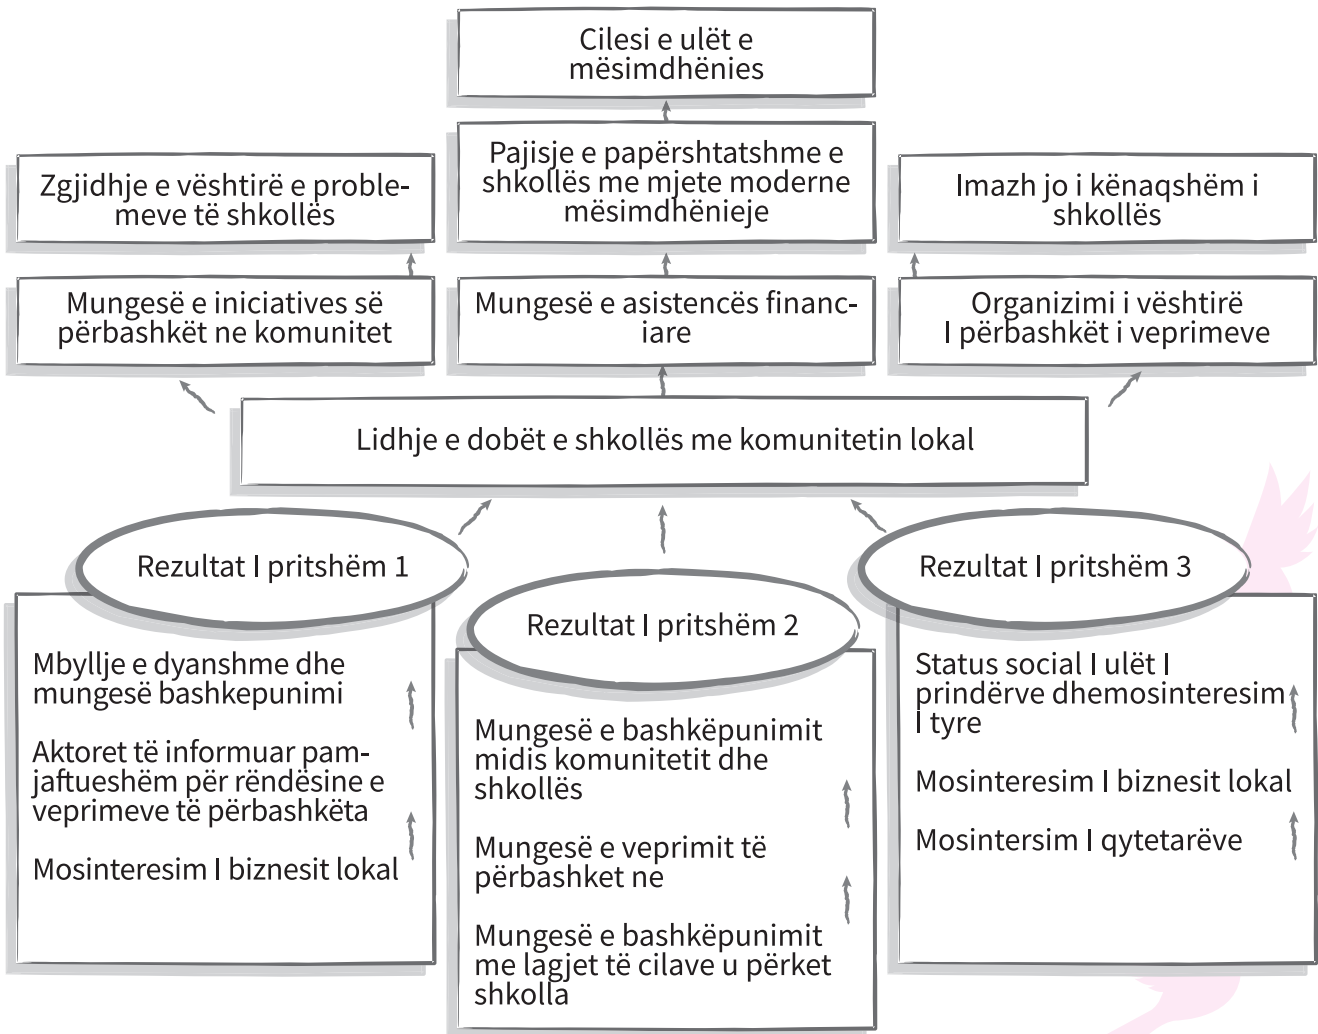 Cilesi e ulët e
mësimdhënies
Zgjidhje e vështirë e proble-
meve të shkollës
Pajisje e papërshtatshme e
shkollës me mjete moderne
mësimdhënieje
Imazh jo i kënaqshëm i
shkollës
Mungesë e iniciatives së
përbashkët ne komunitet
Mungesë e asistencës financ-
iare
Organizimi i vështirë
I përbashkët i veprimeve
Lidhje e dobët e shkollës me komunitetin lokal
Rezultat I pritshëm 1
Mbyllje e dyanshme dhe
mungesë bashkepunimi
Aktoret të informuar pam-
jaftueshëm për rëndësine e
veprimeve të përbashkëta
Mosinteresim I biznesit lokal
Rezultat I pritshëm 2
Mungesë e bashkëpunimit
midis komunitetit dhe
shkollës
Mungesë e veprimit të
përbashket ne
Mungesë e bashkëpunimit
me lagjet të cilave u përket
shkolla
Rezultat I pritshëm 3
Status social I ulët I
prindërve dhemosinteresim
I tyre
Mosinteresim I biznesit lokal
Mosintersim I qytetarëve